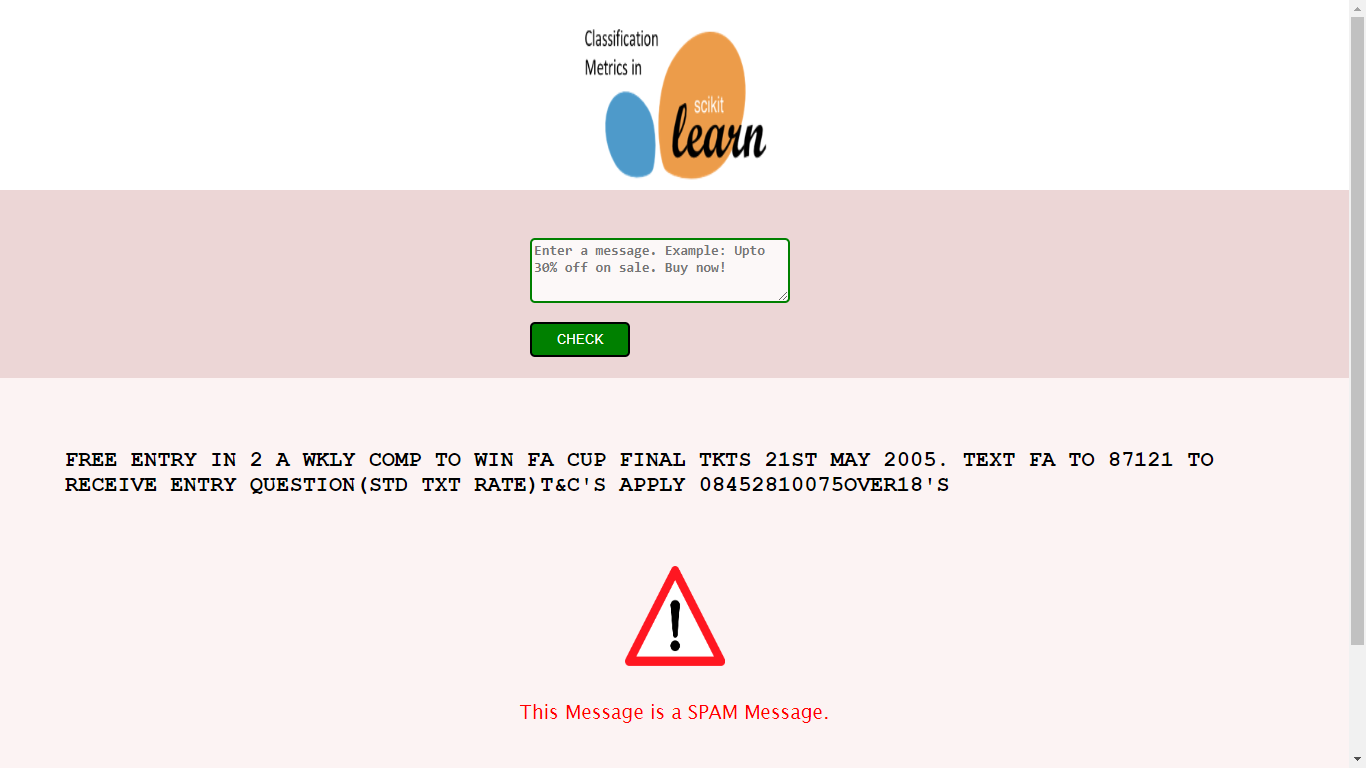 Classification
Metrics in
scikit
learn
Enter a message. Example: Upto
30% off on sale. Buy now!
CHECK
FREE ENTRY IN 2 A WKLY COMP TO WIN FA CUP FINAL TKTS 21ST MAY 2005. TEXT FA TO 87121 TO
RECEIVE ENTRY QUESTION(STD TXT RATE)T&C'S APPLY 08452810075OVER18'S
!
This Message is a SPAM Message.